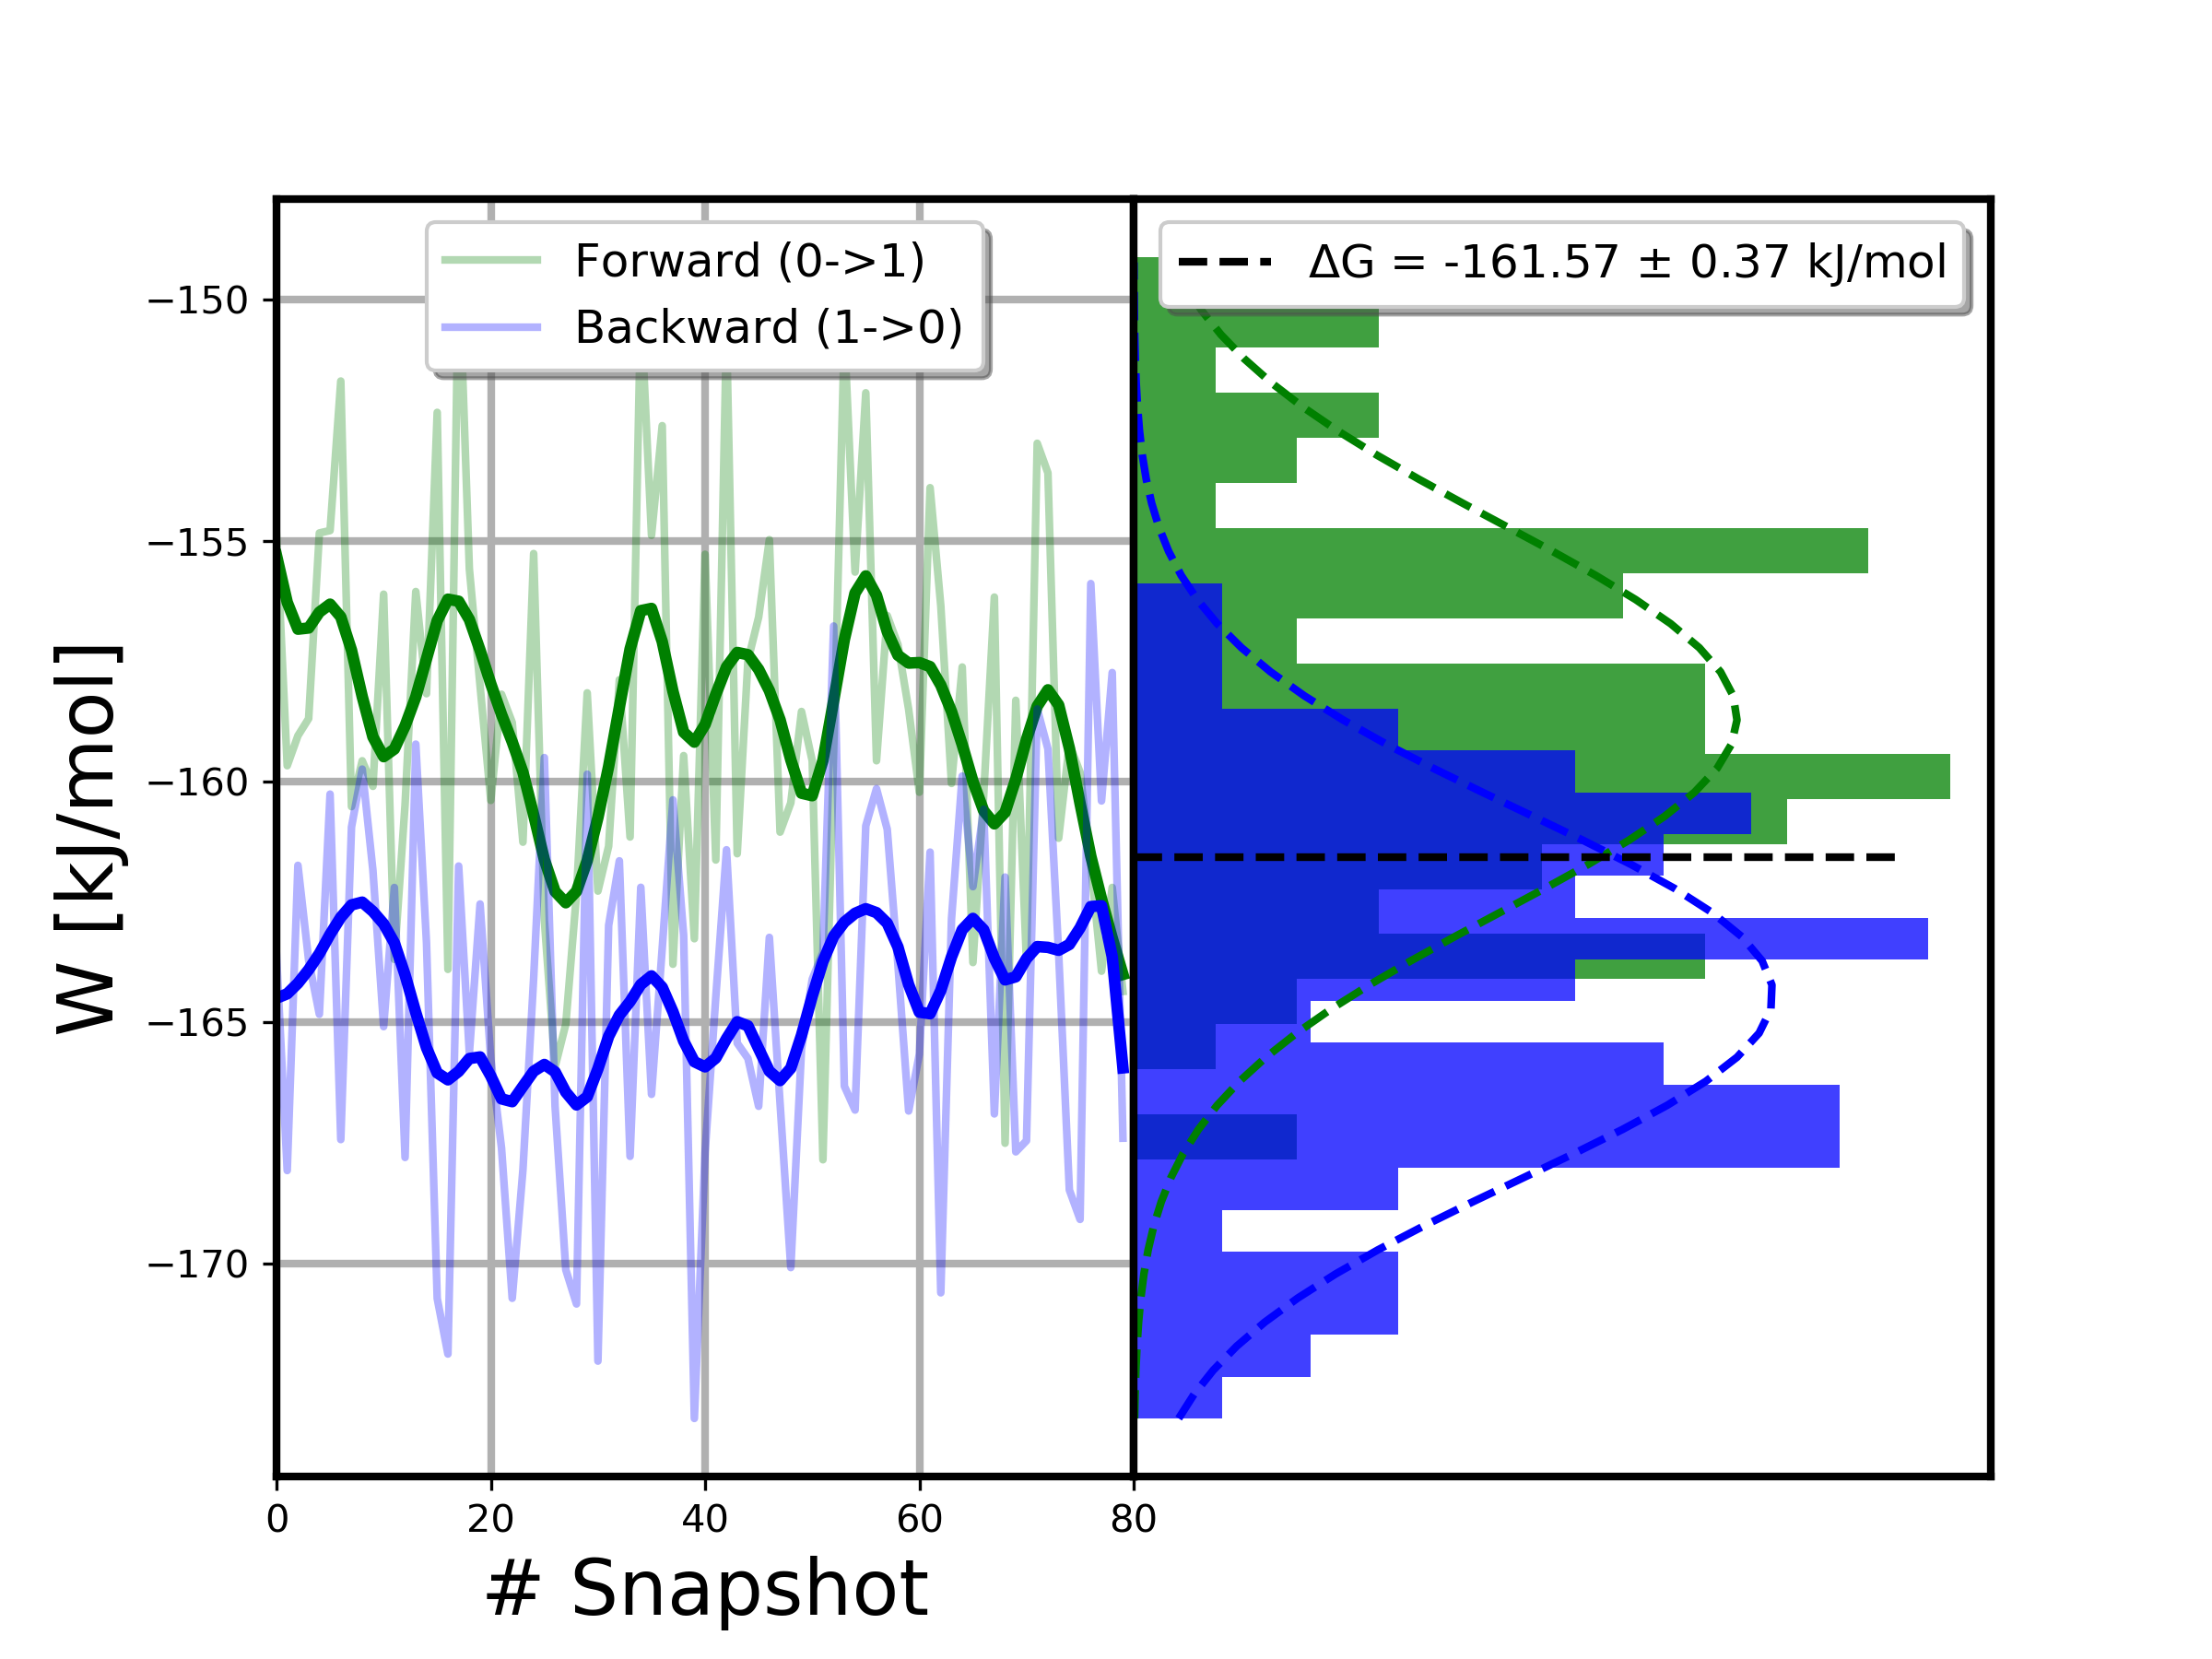 Forward (0->1)
Backward (1->0)
ΔG = -161.57 ± 0.37 kJ/mol
W [kJ/mol]
−150
−155
−160
−165
−170
0 20 40 60 80
# Snapshot